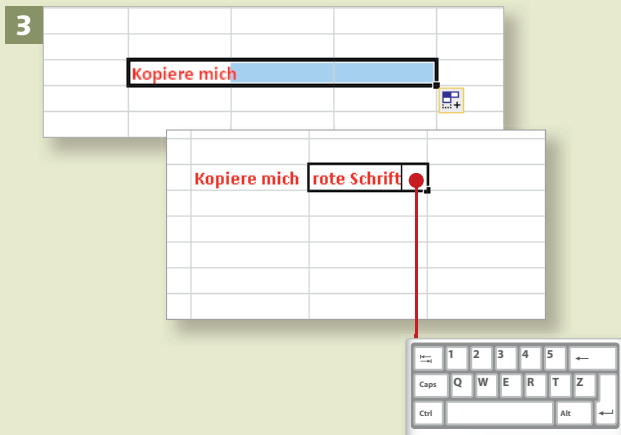 3
Kopiere mich
Kopiere mich rote Schrift
1 2 3 4 5
Caps Q W E R T Z
Ctrl Alt